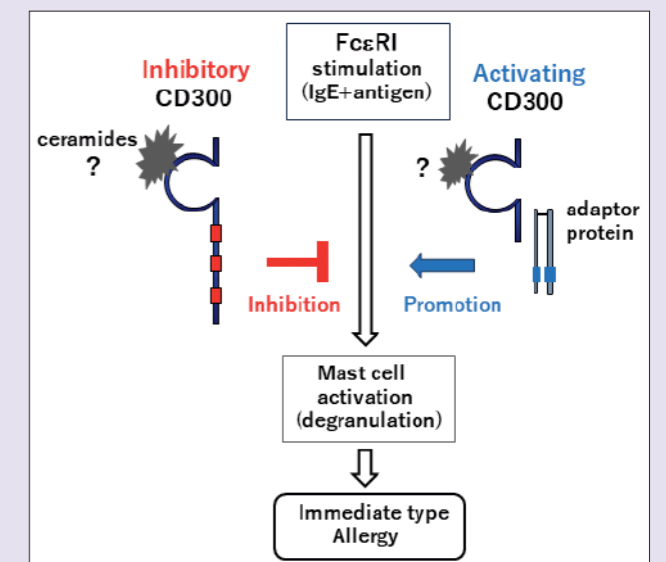 FcεRI
stimulation
(IgE+antigen)
Inhibitory
CD300
Activating
CD300
ceramides
?
?
adaptor
protein
Inhibition
Promotion
Mast cell
activation
(degranulation)
Immediate type
Allergy